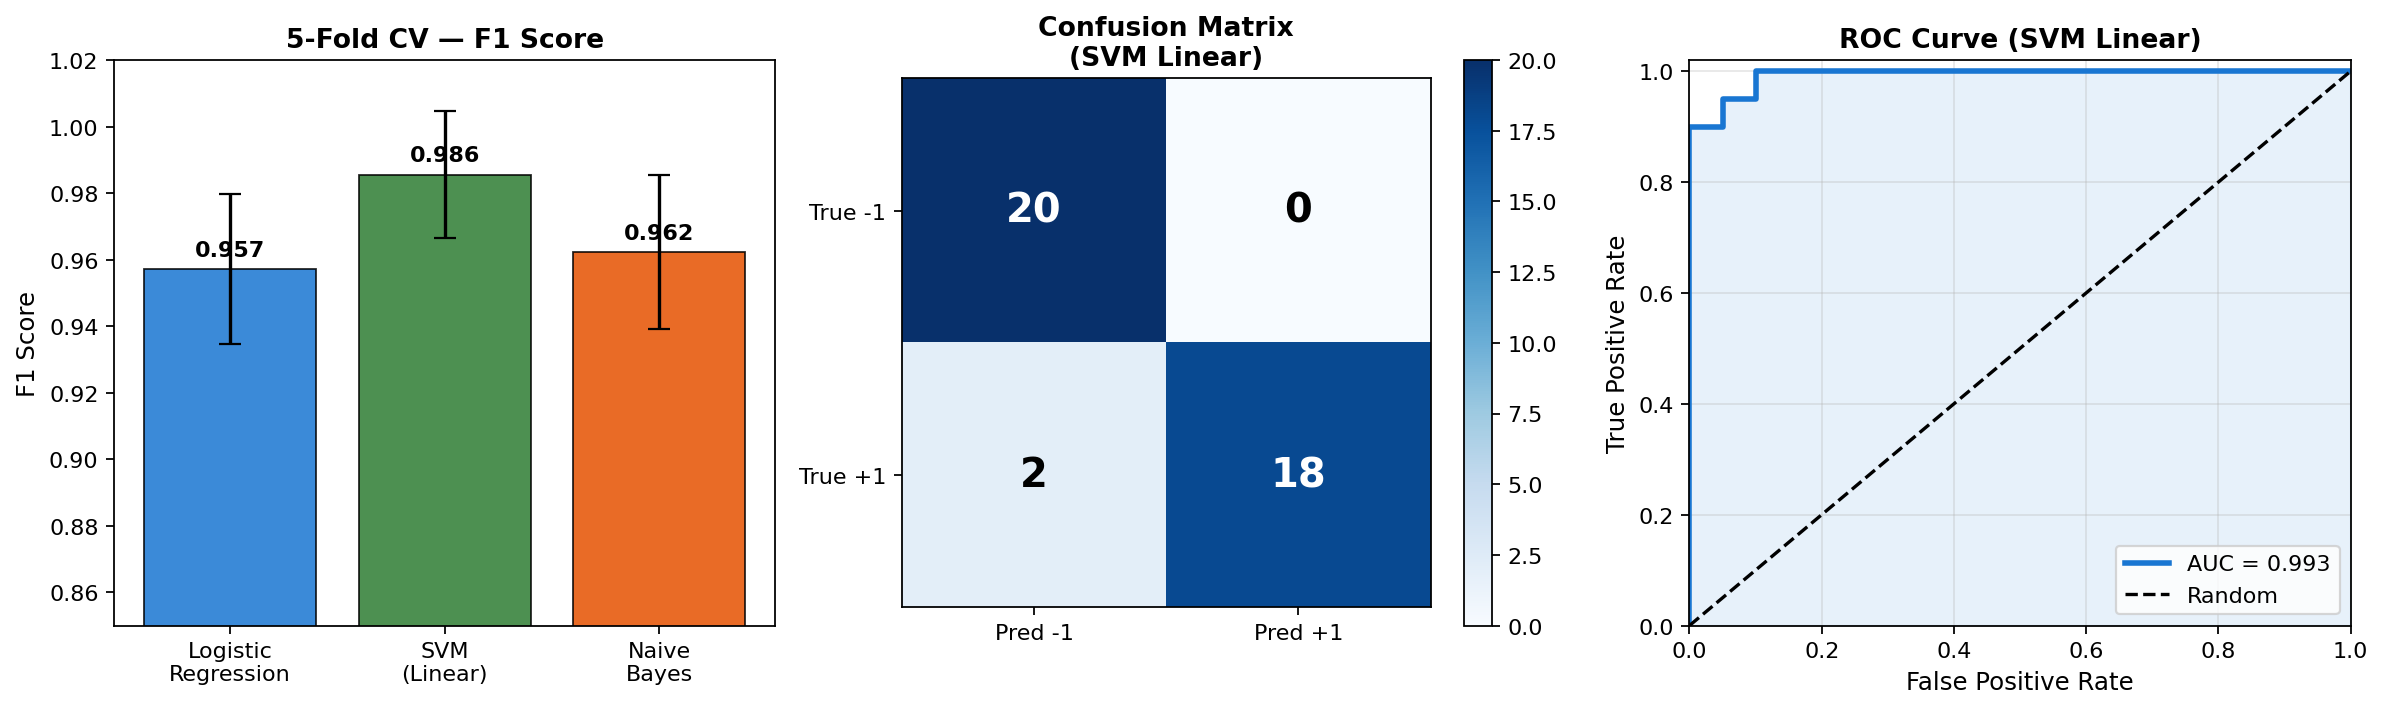 5-Fold CV — F1 Score
F1 Score
1.02
1.00
0.98
0.96
0.94
0.92
0.90
0.88
0.86
0.957
0.986
0.962
Logistic
Regression
SVM
(Linear)
Naive
Bayes
Confusion Matrix
(SVM Linear)
True -1
True +1
20
0
2
18
Pred -1
Pred +1
20.0
17.5
15.0
12.5
10.0
7.5
5.0
2.5
0.0
ROC Curve (SVM Linear)
True Positive Rate
1.0
0.8
0.6
0.4
0.2
0.0
AUC = 0.993
Random
0.0
0.2
0.4
0.6
0.8
1.0
False Positive Rate